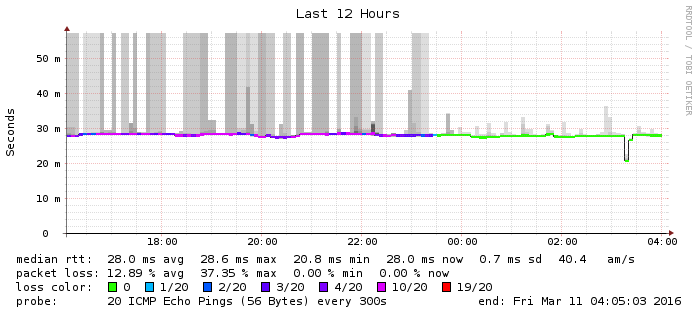 Last 12 Hours
RRDTOOL / TOBI OETIKER
Seconds
50 m
40 m
30 m
20 m
10 m
0
18:00 20:00 22:00 00:00 02:00 04:00
median rtt: 28.0 ms avg 28.6 ms max 20.8 ms min 28.0 ms now 0.7 ms sd 40.4 am/s
packet loss: 12.89 % avg 37.35 % max 0.00 % min 0.00 % now
loss color: 0 1/20 2/20 3/20 4/20 10/20 19/20
probe: 20 ICMP Echo Pings (56 Bytes) every 300s end: Fri Mar 11 04:05:03 2016